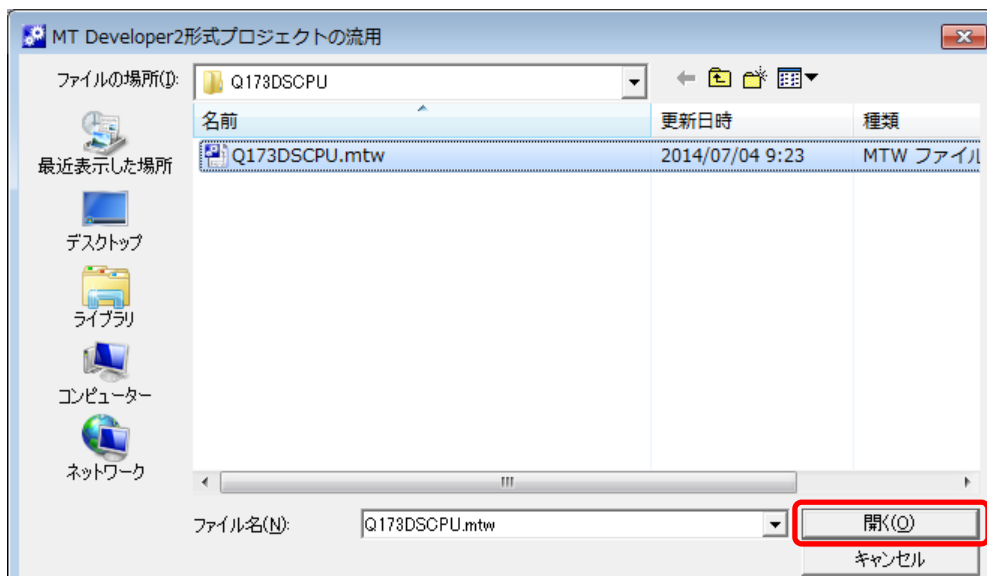 MT Developer2形式プロジェクトの流用
ファイルの場所(I):
Q173DSCPU
名前
更新日時
種類
Q173DSCPU.mtw
2014/07/04 9:23
MTW ファイル
最近表示した場所
デスクトップ
ライブラリ
コンピューター
ネットワーク
ファイル名(N):
Q173DSCPU.mtw
開く(O)
キャンセル